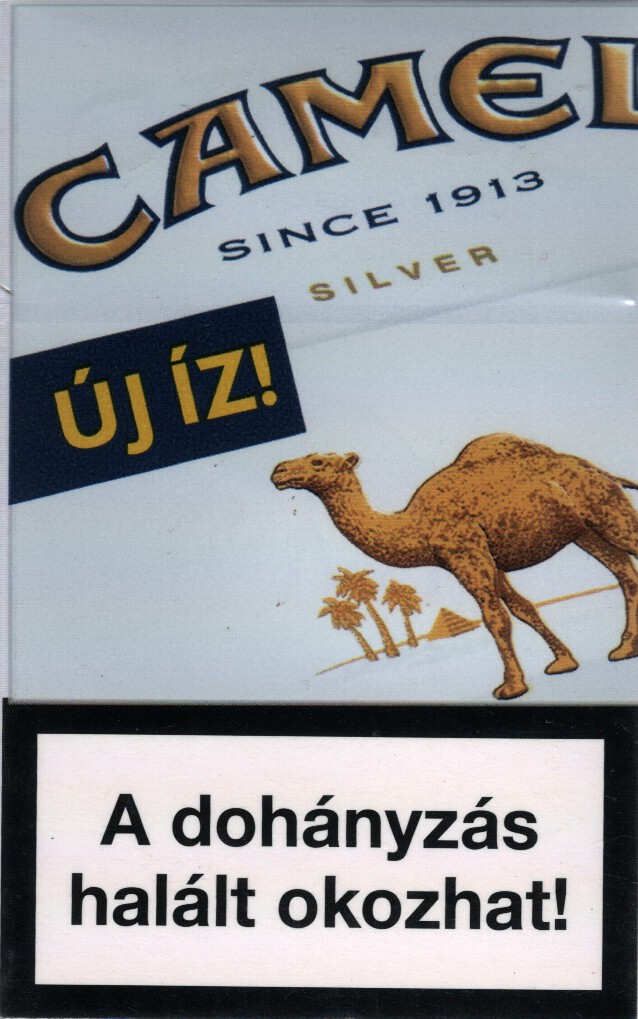 CAMEL
SINCE 1913
SILVER
ÚJ ÍZ!
A dohányzás
halált okozhat!